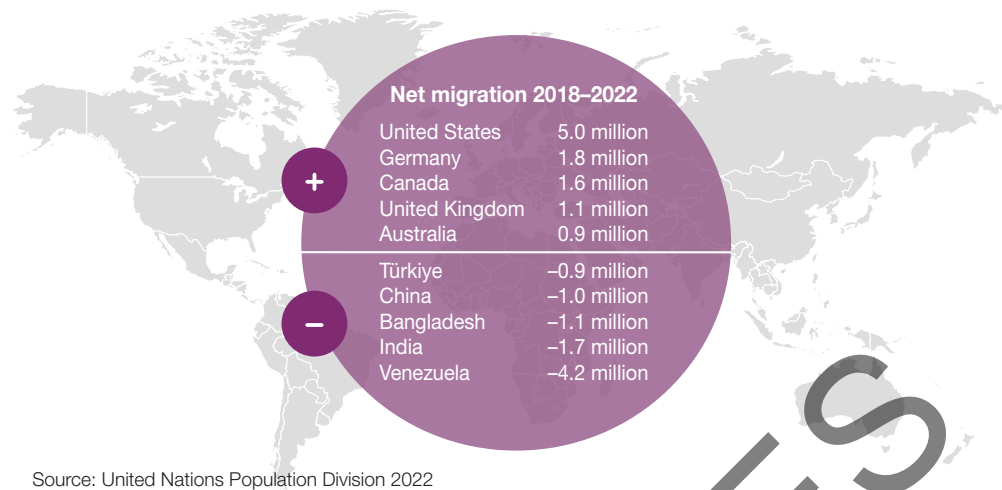 Net migration 2018–2022
United States 5.0 million
Germany 1.8 million
Canada 1.6 million
United Kingdom 1.1 million
Australia 0.9 million
+
Türkiye –0.9 million
China –1.0 million
Bangladesh –1.1 million
India –1.7 million
Venezuela –4.2 million
–
Source: United Nations Population Division 2022